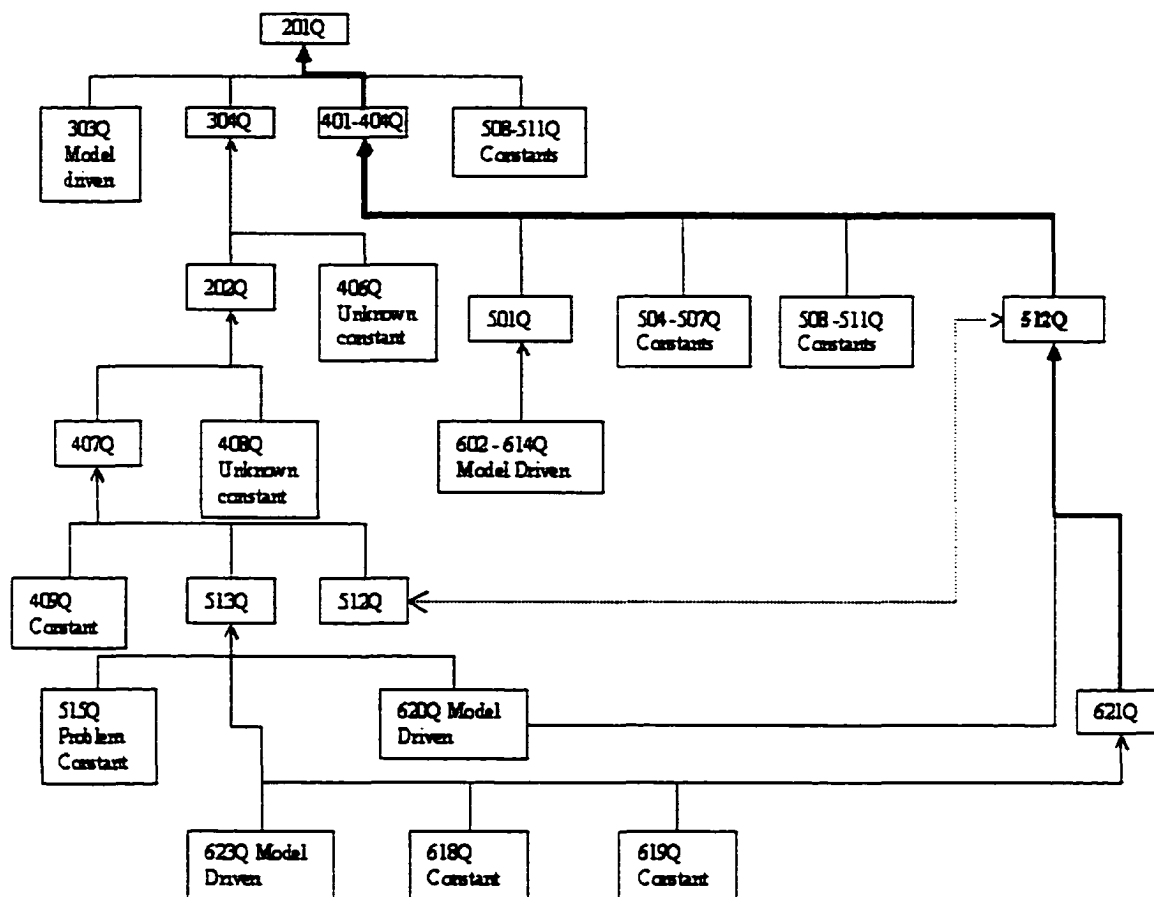 201Q
303Q
Model
driven
304Q
401-404Q
508-511Q
Constants
202Q
406Q
Unknown
constant
501Q
504-507Q
Constants
508-511Q
Constants
512Q
407Q
408Q
Unknown
constant
602-614Q
Model Driven
409Q
Constant
513Q
512Q
515Q
Problem
Constant
620Q Model
Driven
621Q
623Q Model
Driven
618Q
Constant
619Q
Constant